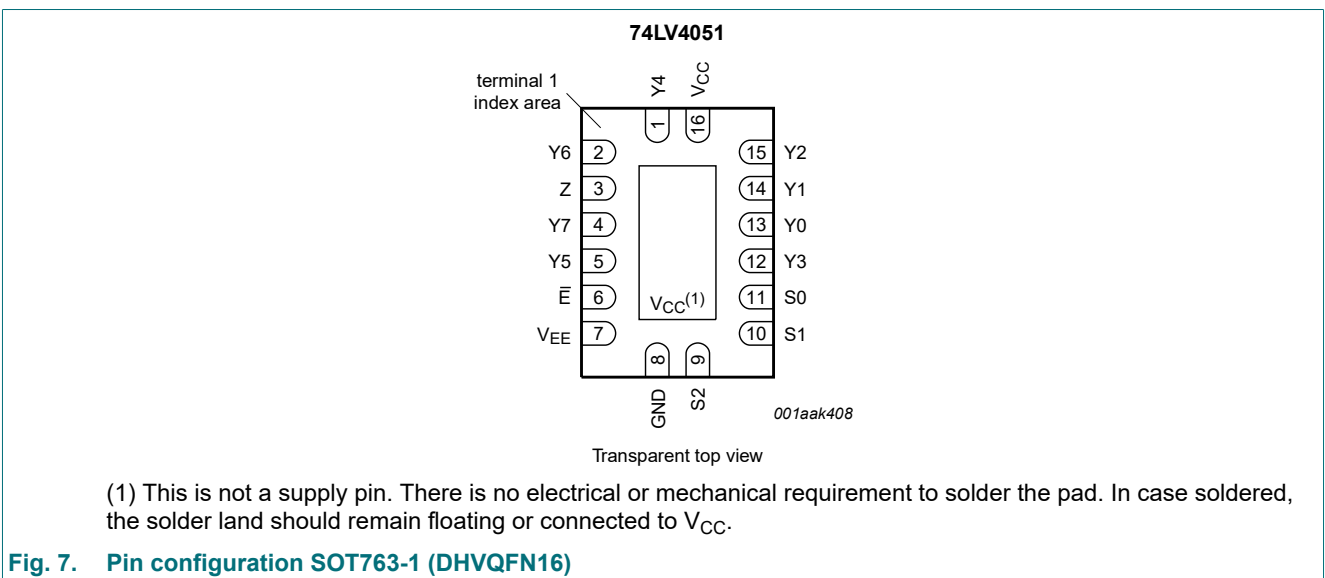 74LV4051
terminal 1
index area
Y4
VCC
1
16
Y6 2
15 Y2
Z 3
14 Y1
Y7 4
13 Y0
Y5 5
12 Y3
E̅ 6
VCC(1)
11 S0
VEE 7
10 S1
8
9
GND
S2
001aak408
Transparent top view
(1) This is not a supply pin. There is no electrical or mechanical requirement to solder the pad. In case soldered,
the solder land should remain floating or connected to VCC.
Fig. 7. Pin configuration SOT763-1 (DHVQFN16)